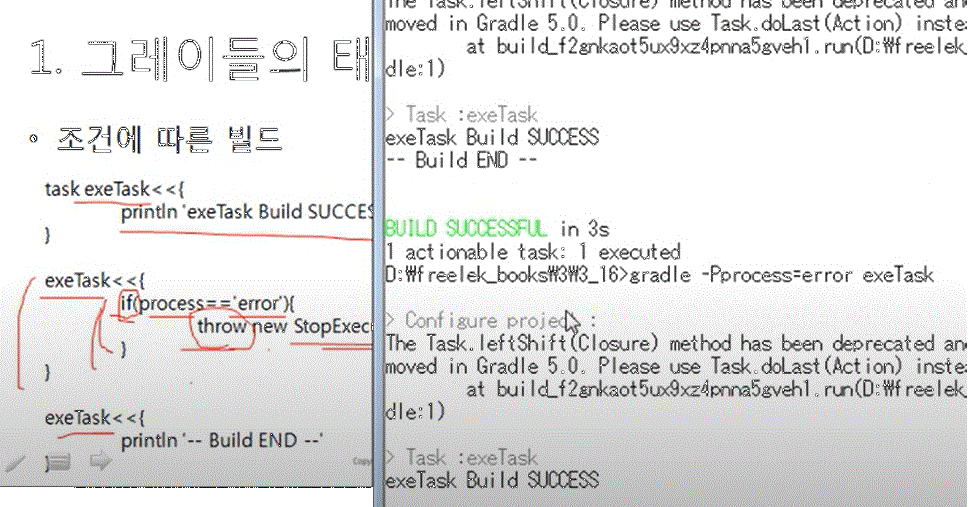 1. 그레이들의 태
• 조건에 따른 빌드
task exeTask<<{
println 'exeTask Build SUCCES
}
exeTask<<{
if(process=='error'){
throw new StopExec
}
}
exeTask<<{
println '-- Build END --'
}
Copy
The Task.leftShift(Closure) method has been deprecated and
moved in Gradle 5.0. Please use Task.doLast(Action) inste
at build_f2gnkaot5ux9xz4pnna5gveh1.run(D:₩freelek_
dle:1)
> Task :exeTask
exeTask Build SUCCESS
-- Build END --
BUILD SUCCESSFUL in 3s
1 actionable task: 1 executed
D:₩freelek_books₩3₩3_16>gradle -Pprocess=error exeTask
> Configure project :
The Task.leftShift(Closure) method has been deprecated and
moved in Gradle 5.0. Please use Task.doLast(Action) inste
at build_f2gnkaot5ux9xz4pnna5gveh1.run(D:₩freelek_
dle:1)
> Task :exeTask
exeTask Build SUCCESS